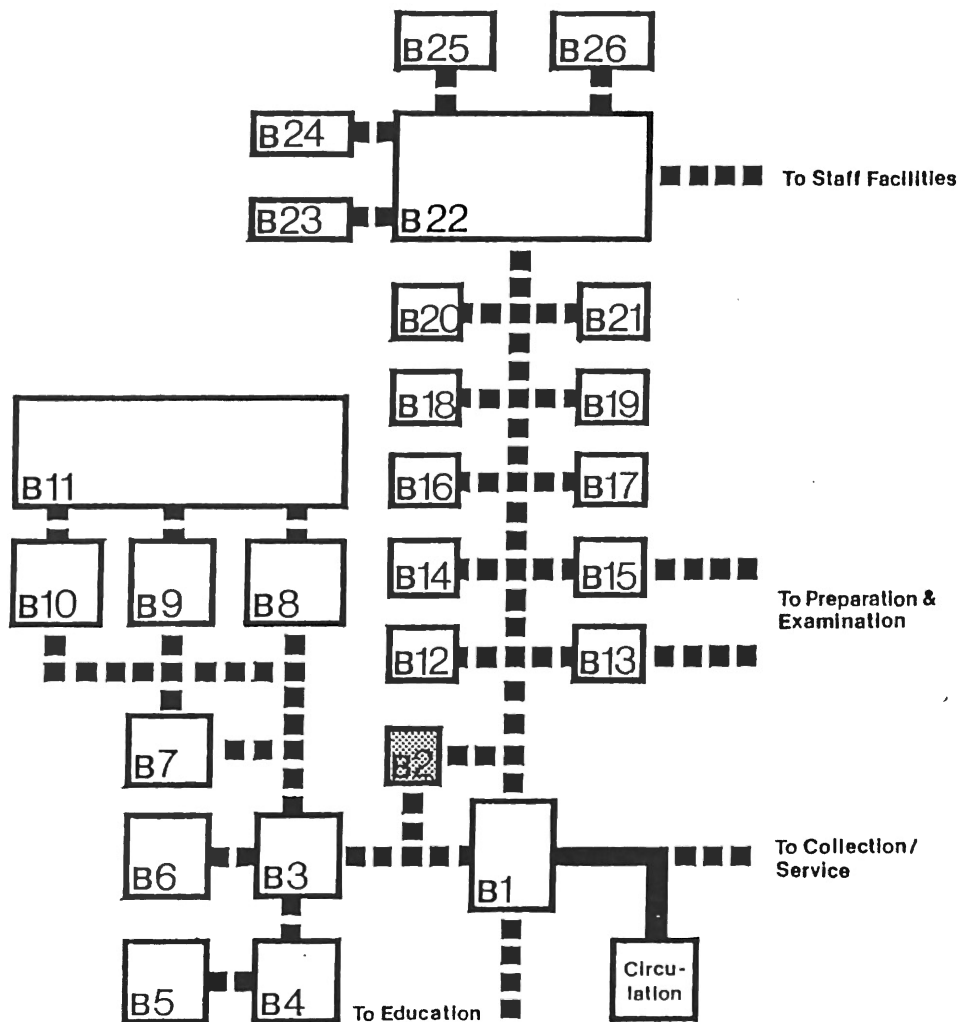 B25
B26
B24
To Staff Facilities
B23
B22
B20
B21
B18
B19
B11
B16
B17
B10
B9
B8
B14
B15
To Preparation &
Examination
B12
B13
B7
B2
B6
B3
B1
To Collection/
Service
B5
B4
To Education
Circu-
lation